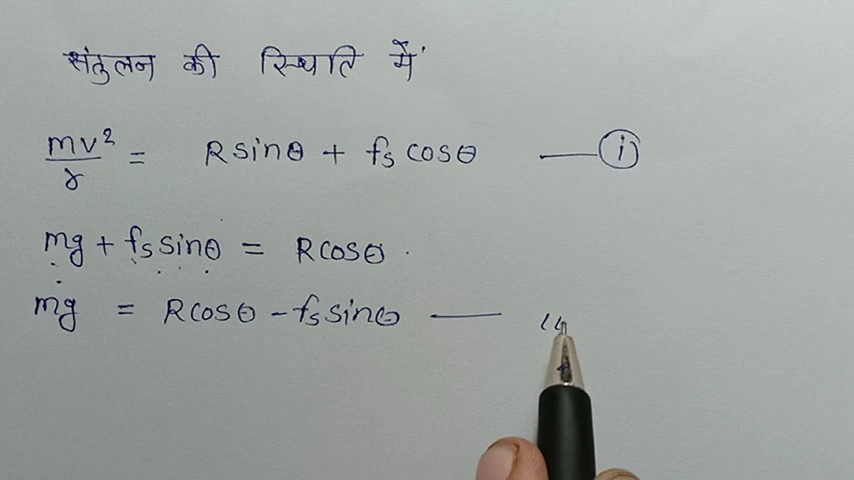 संतुलन की स्थिति में
mv²/r = R sinθ + fₛ cosθ —— (i)
mg + fₛ sinθ = R cosθ.
mg = R cosθ - fₛ sinθ ——